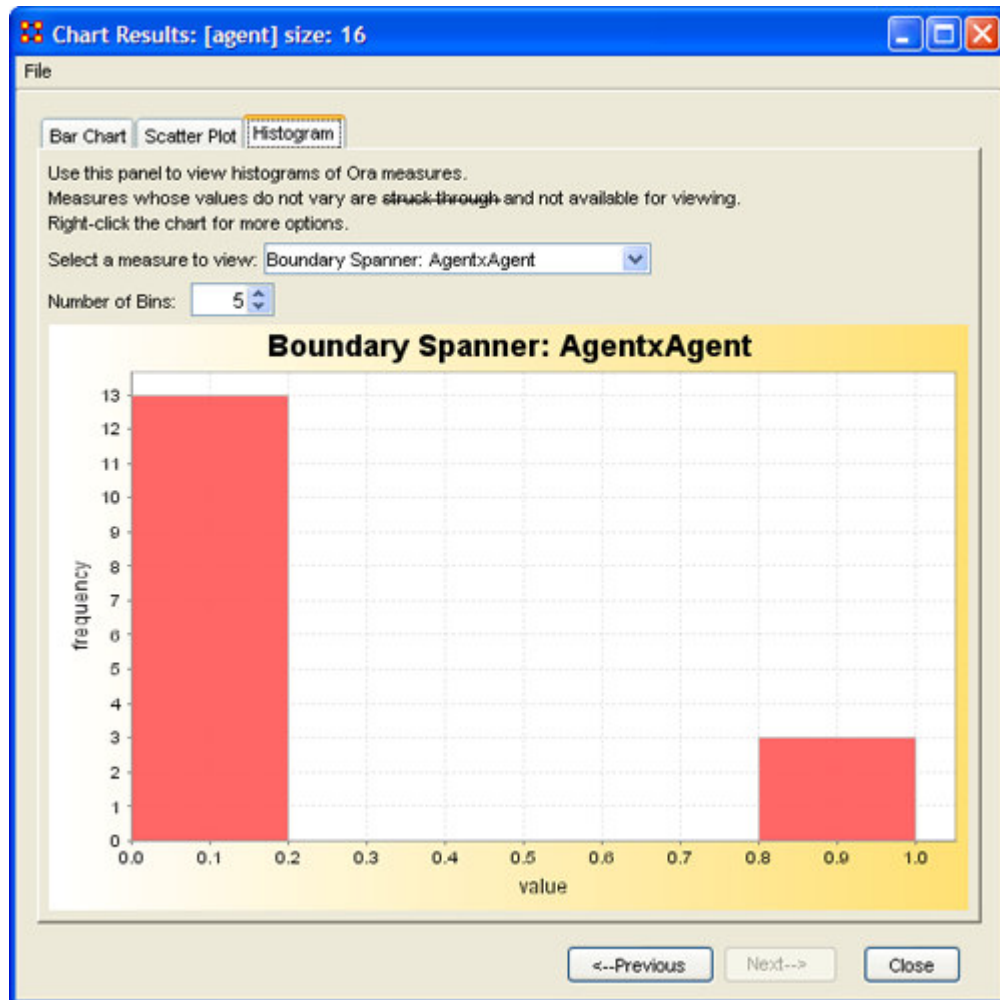 Chart Results: [agent] size: 16
File
Bar Chart Scatter Plot Histogram
Use this panel to view histograms of Ora measures.
Measures whose values do not vary are struck through and not available for viewing.
Right-click the chart for more options.
Select a measure to view: Boundary Spanner: AgentxAgent
Number of Bins: 5
Boundary Spanner: AgentxAgent
13
12
11
10
9
8
7
6
5
4
3
2
1
0
frequency
0.0 0.1 0.2 0.3 0.4 0.5 0.6 0.7 0.8 0.9 1.0
value
<--Previous Next--> Close